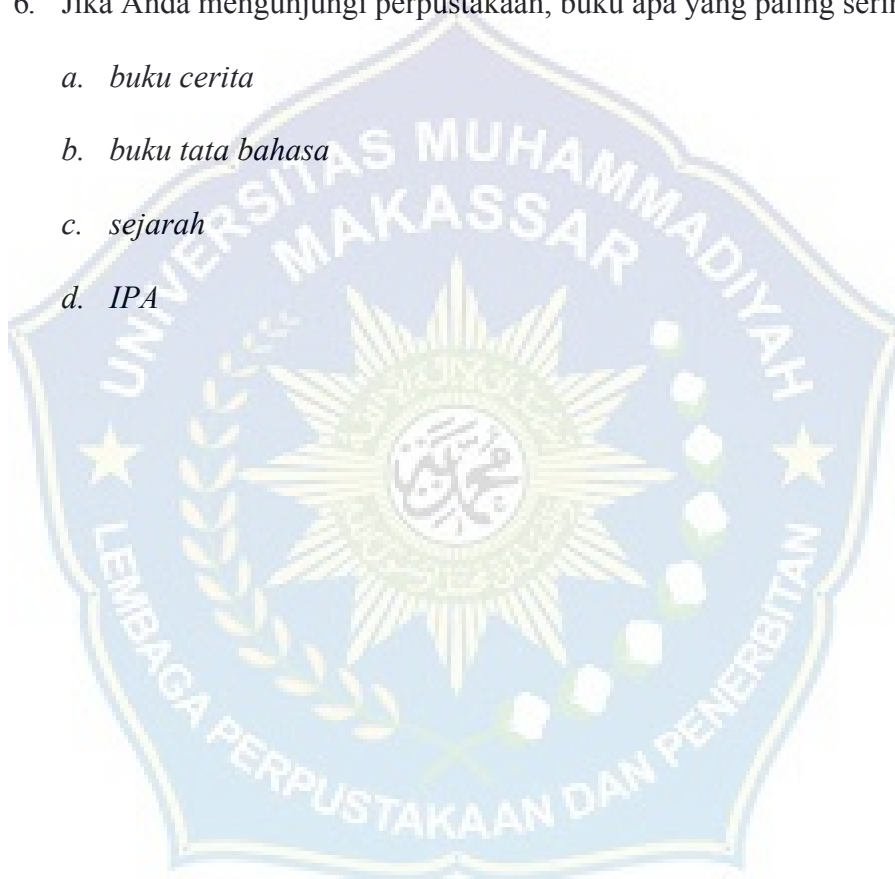 6. Jika Anda mengunjungi perpustakaan, buku apa yang paling
a. buku cerita
b. buku tata bahasa
c. sejarah
d. IPA
UNIVERSITAS MUHAMMADIYAH
MAKASSAR
LEMBAGA PERPUSTAKAAN DAN PENERBITAN